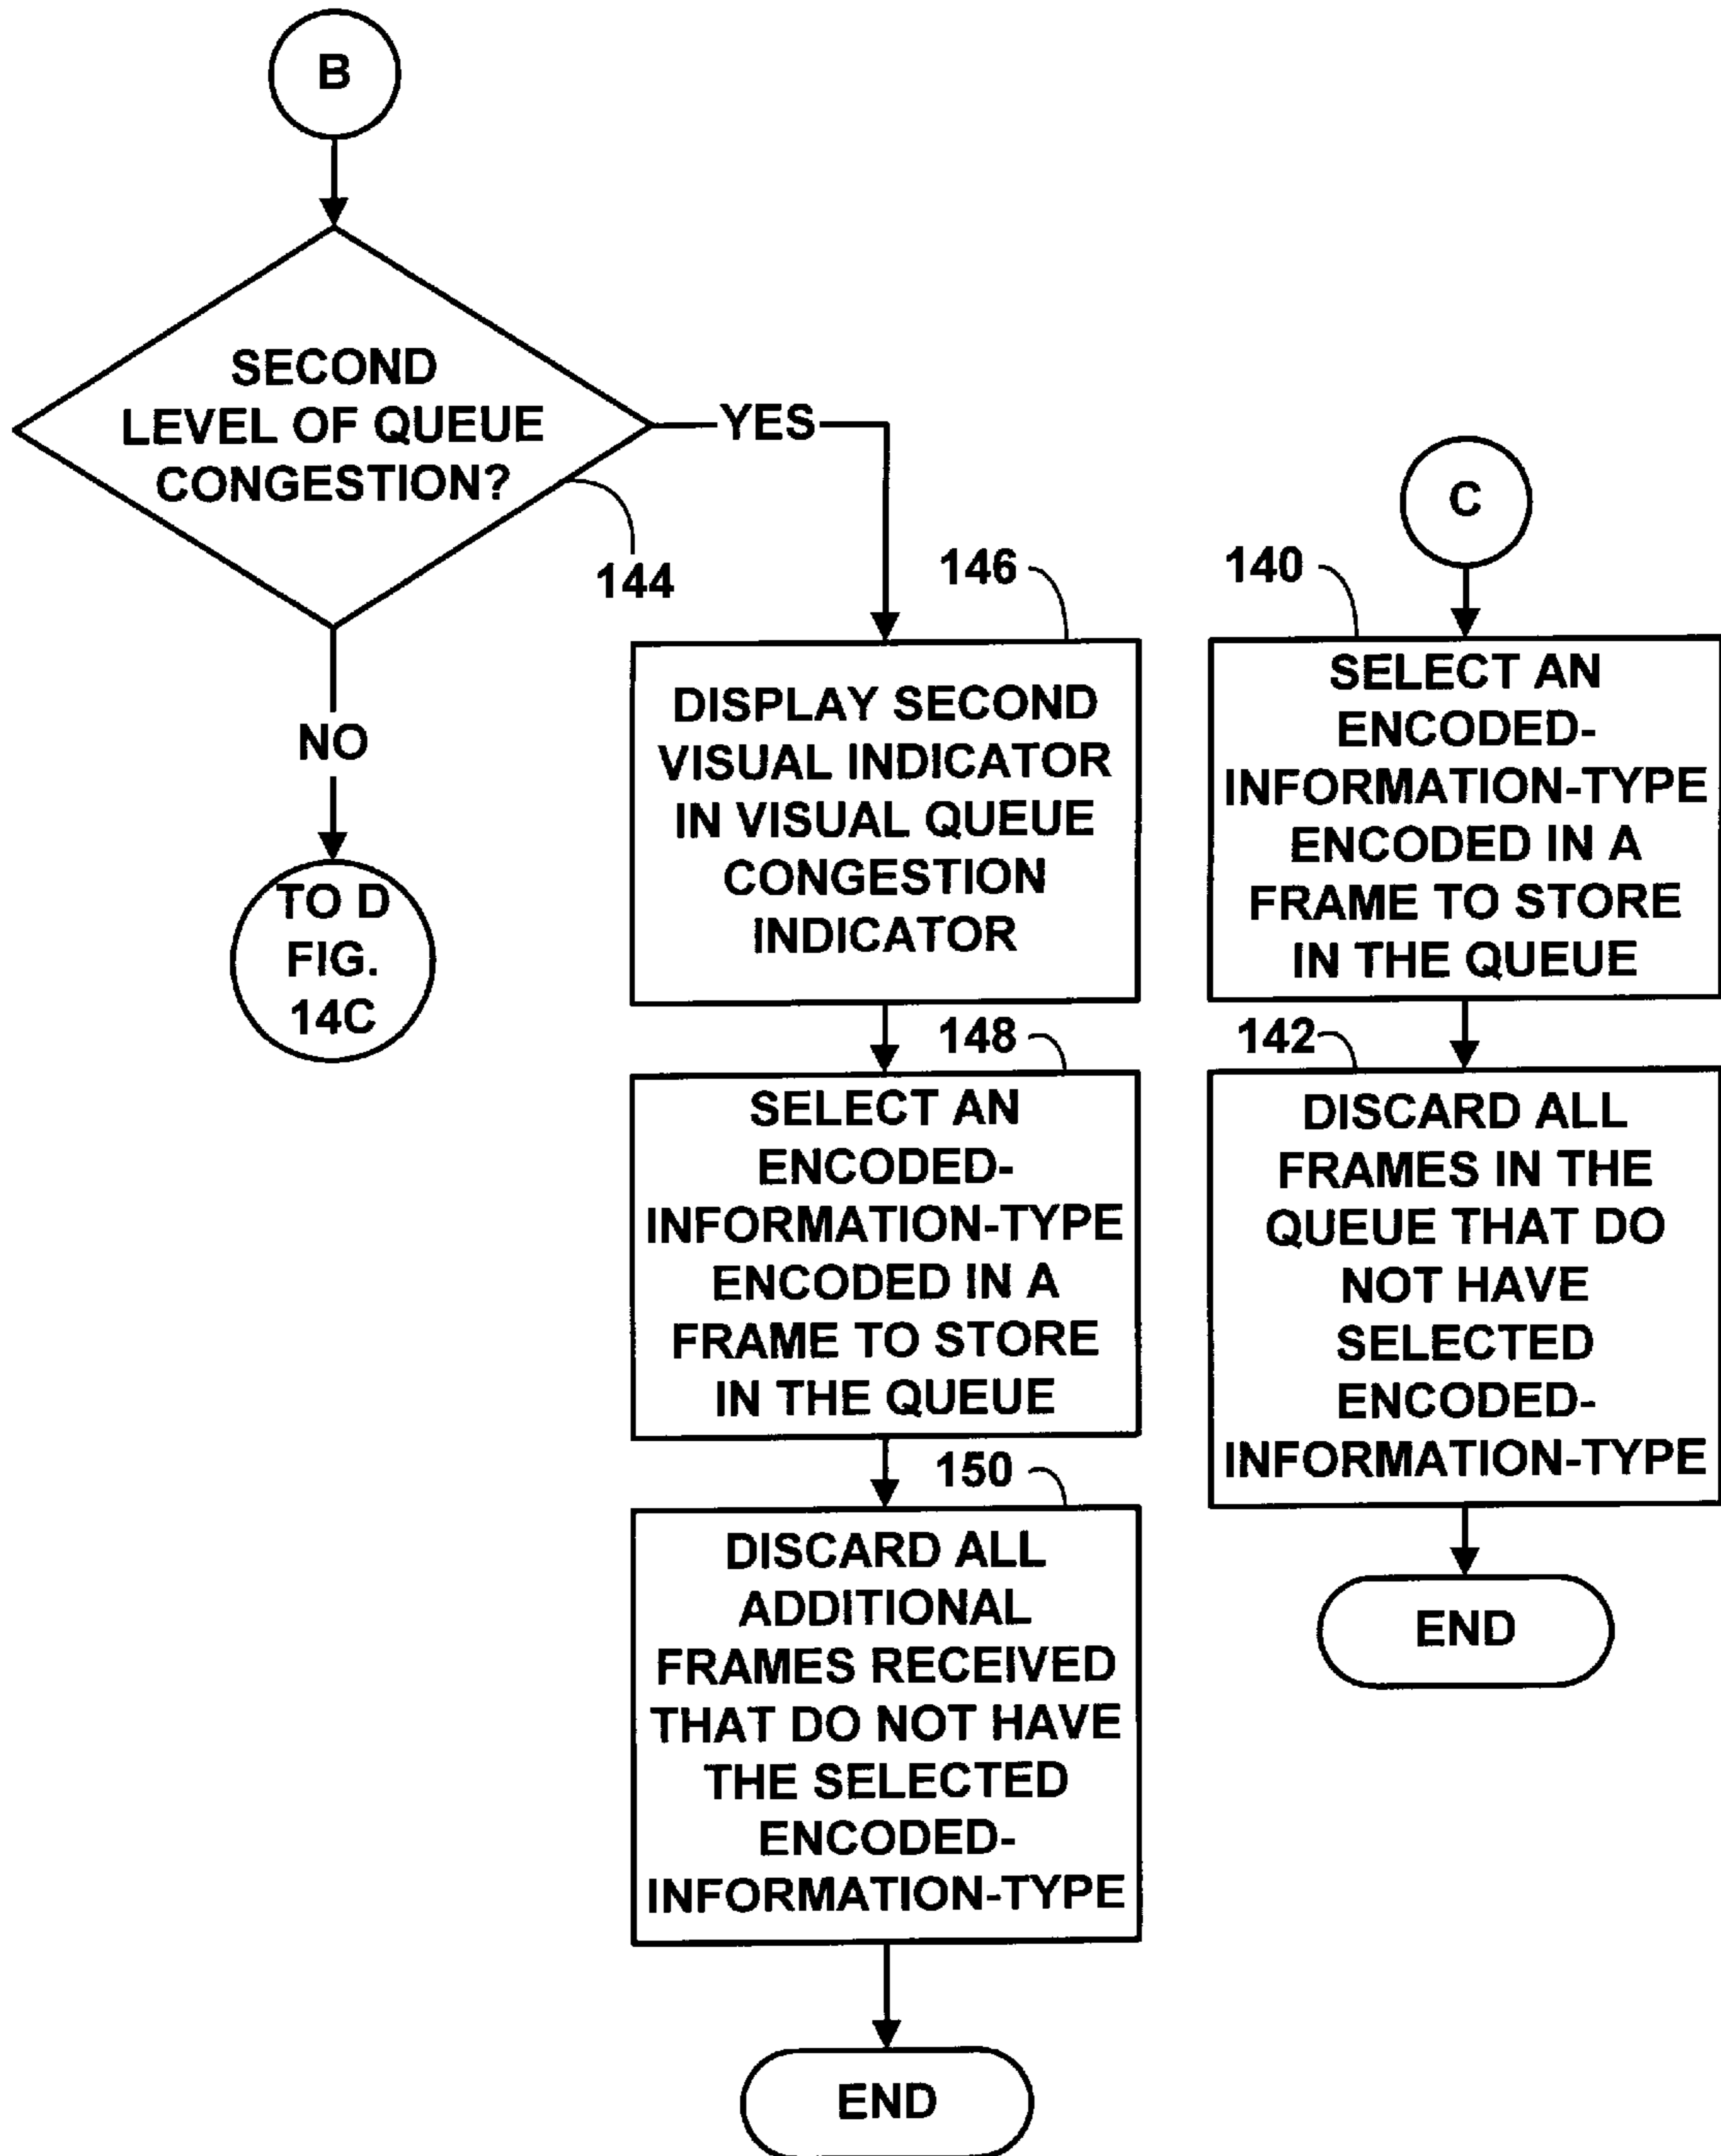 B
SECOND
LEVEL OF QUEUE
CONGESTION?
YES
144
NO
TO D
FIG.
14C
146
DISPLAY SECOND
VISUAL INDICATOR
IN VISUAL QUEUE
CONGESTION
INDICATOR
148
SELECT AN
ENCODED-
INFORMATION-TYPE
ENCODED IN A
FRAME TO STORE
IN THE QUEUE
150
DISCARD ALL
ADDITIONAL
FRAMES RECEIVED
THAT DO NOT HAVE
THE SELECTED
ENCODED-
INFORMATION-TYPE
END
C
140
SELECT AN
ENCODED-
INFORMATION-TYPE
ENCODED IN A
FRAME TO STORE
IN THE QUEUE
142
DISCARD ALL
FRAMES IN THE
QUEUE THAT DO
NOT HAVE
SELECTED
ENCODED-
INFORMATION-TYPE
END